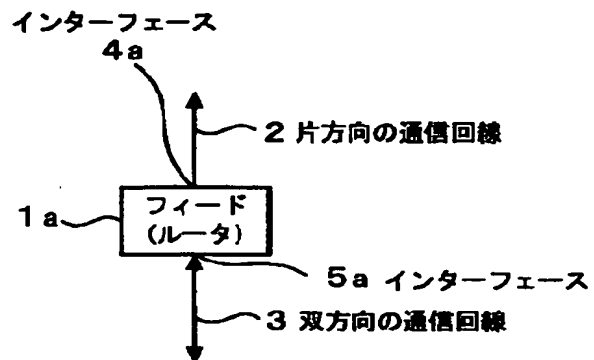 インターフェース
4a
2 片方向の通信回線
1a
フィード
(ルータ)
5a インターフェース
3 双方向の通信回線